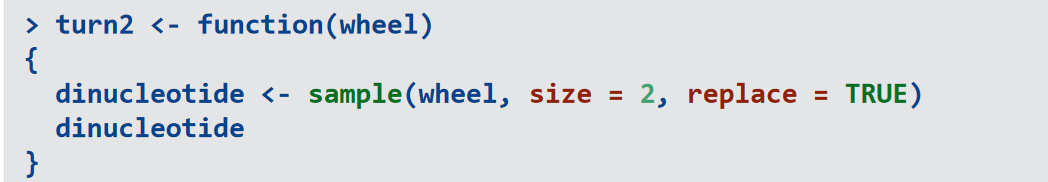 > turn2 <- function(wheel)
{
  dinucleotide <- sample(wheel, size = 2, replace = TRUE)
  dinucleotide
}